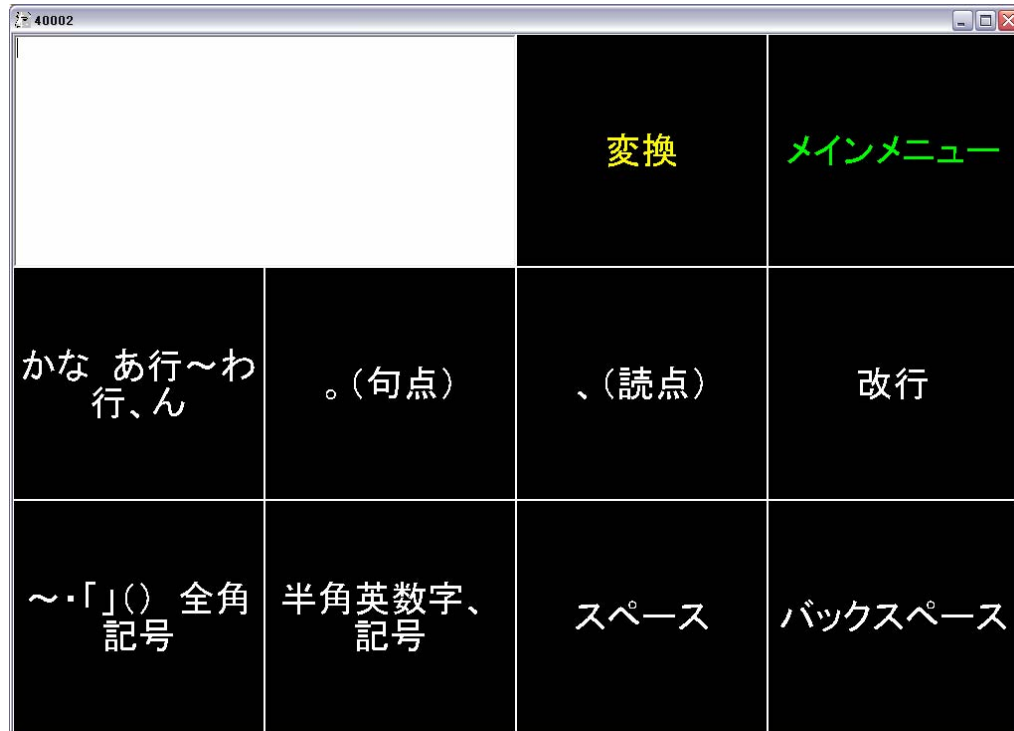 40002
変換
メインメニュー
かな あ行～わ
行、ん
。(句点)
、(読点)
改行
～・「」() 全角
記号
半角英数字、
記号
スペース
バックスペース